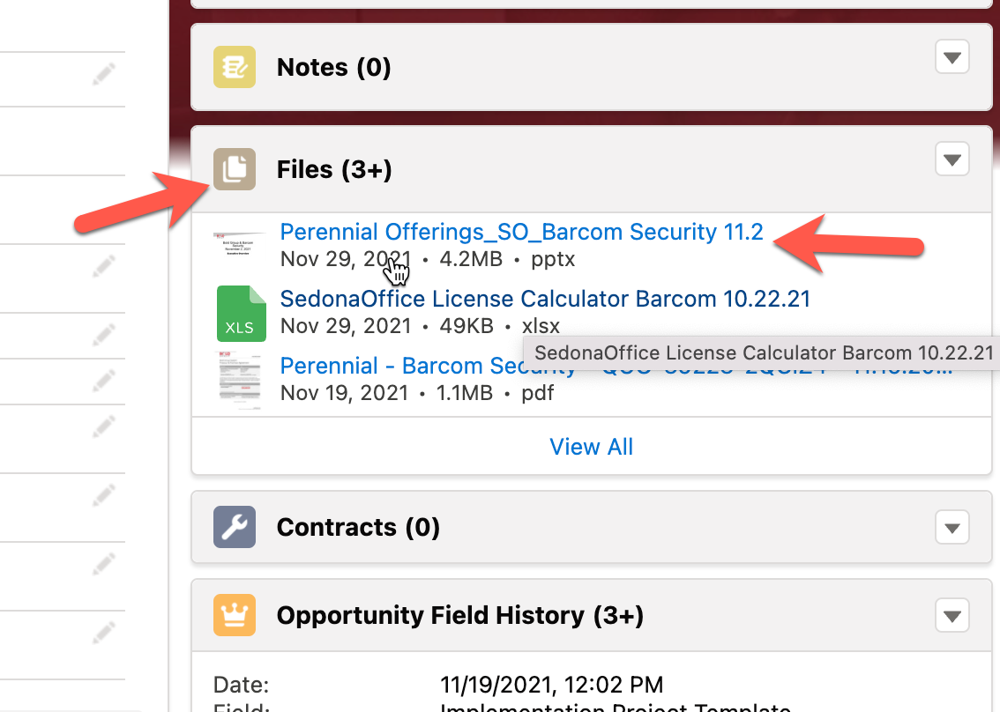 Notes (0)
Files (3+)
Perennial Offerings_SO_Barcom Security 11.2
Nov 29, 2021 • 4.2MB • pptx
SedonaOffice License Calculator Barcom 10.22.21
XLS
Nov 29, 2021 • 49KB • xlsx
SedonaOffice License Calculator Barcom 10.22.21
Perennial - Barcom Security -
Nov 19, 2021 • 1.1MB • pdf
View All
Contracts (0)
Opportunity Field History (3+)
Date:
11/19/2021, 12:02 PM
Field:
Implementation Project Template